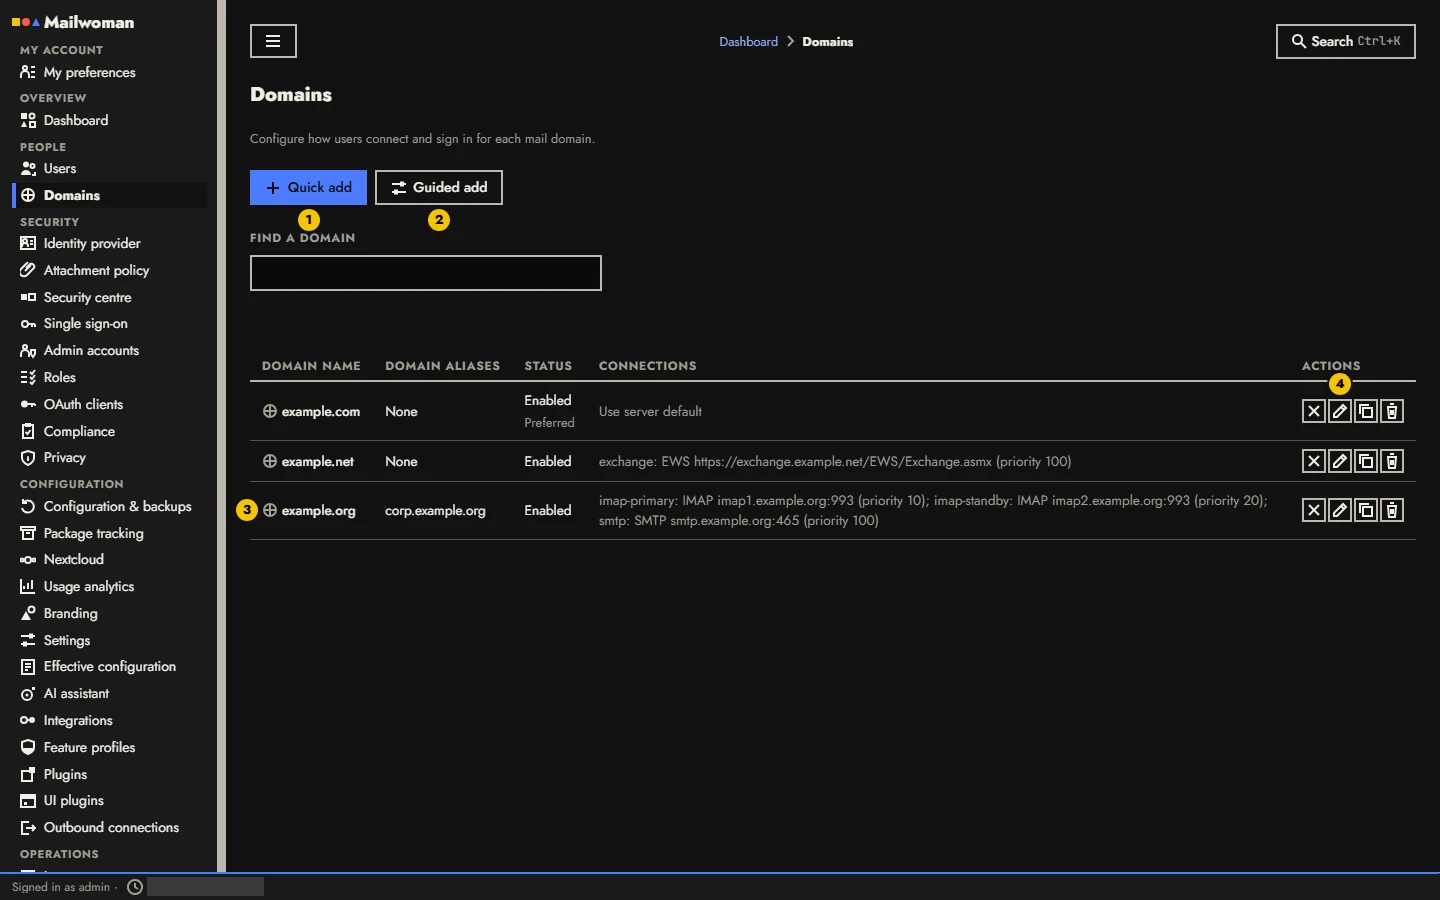 Mailwoman
MY ACCOUNT
My preferences
OVERVIEW
Dashboard
PEOPLE
Users
Domains
SECURITY
Identity provider
Attachment policy
Security centre
Single sign-on
Admin accounts
Roles
OAuth clients
Compliance
Privacy
CONFIGURATION
Configuration & backups
Package tracking
Nextcloud
Usage analytics
Branding
Settings
Effective configuration
AI assistant
Integrations
Feature profiles
Plugins
UI plugins
Outbound connections
OPERATIONS
Dashboard Domains
Search Ctrl+K
Domains
Configure how users connect and sign in for each mail domain.
Quick add Guided add
1 2
FIND A DOMAIN
DOMAIN NAME DOMAIN ALIASES STATUS CONNECTIONS ACTIONS
4
example.com None Enabled Use server default
Preferred
example.net None Enabled exchange: EWS https://exchange.example.net/EWS/Exchange.asmx (priority 100)
3 example.org corp.example.org Enabled imap-primary: IMAP imap1.example.org:993 (priority 10); imap-standby: IMAP imap2.example.org:993 (priority 20);
smtp: SMTP smtp.example.org:465 (priority 100)
Signed in as admin ·